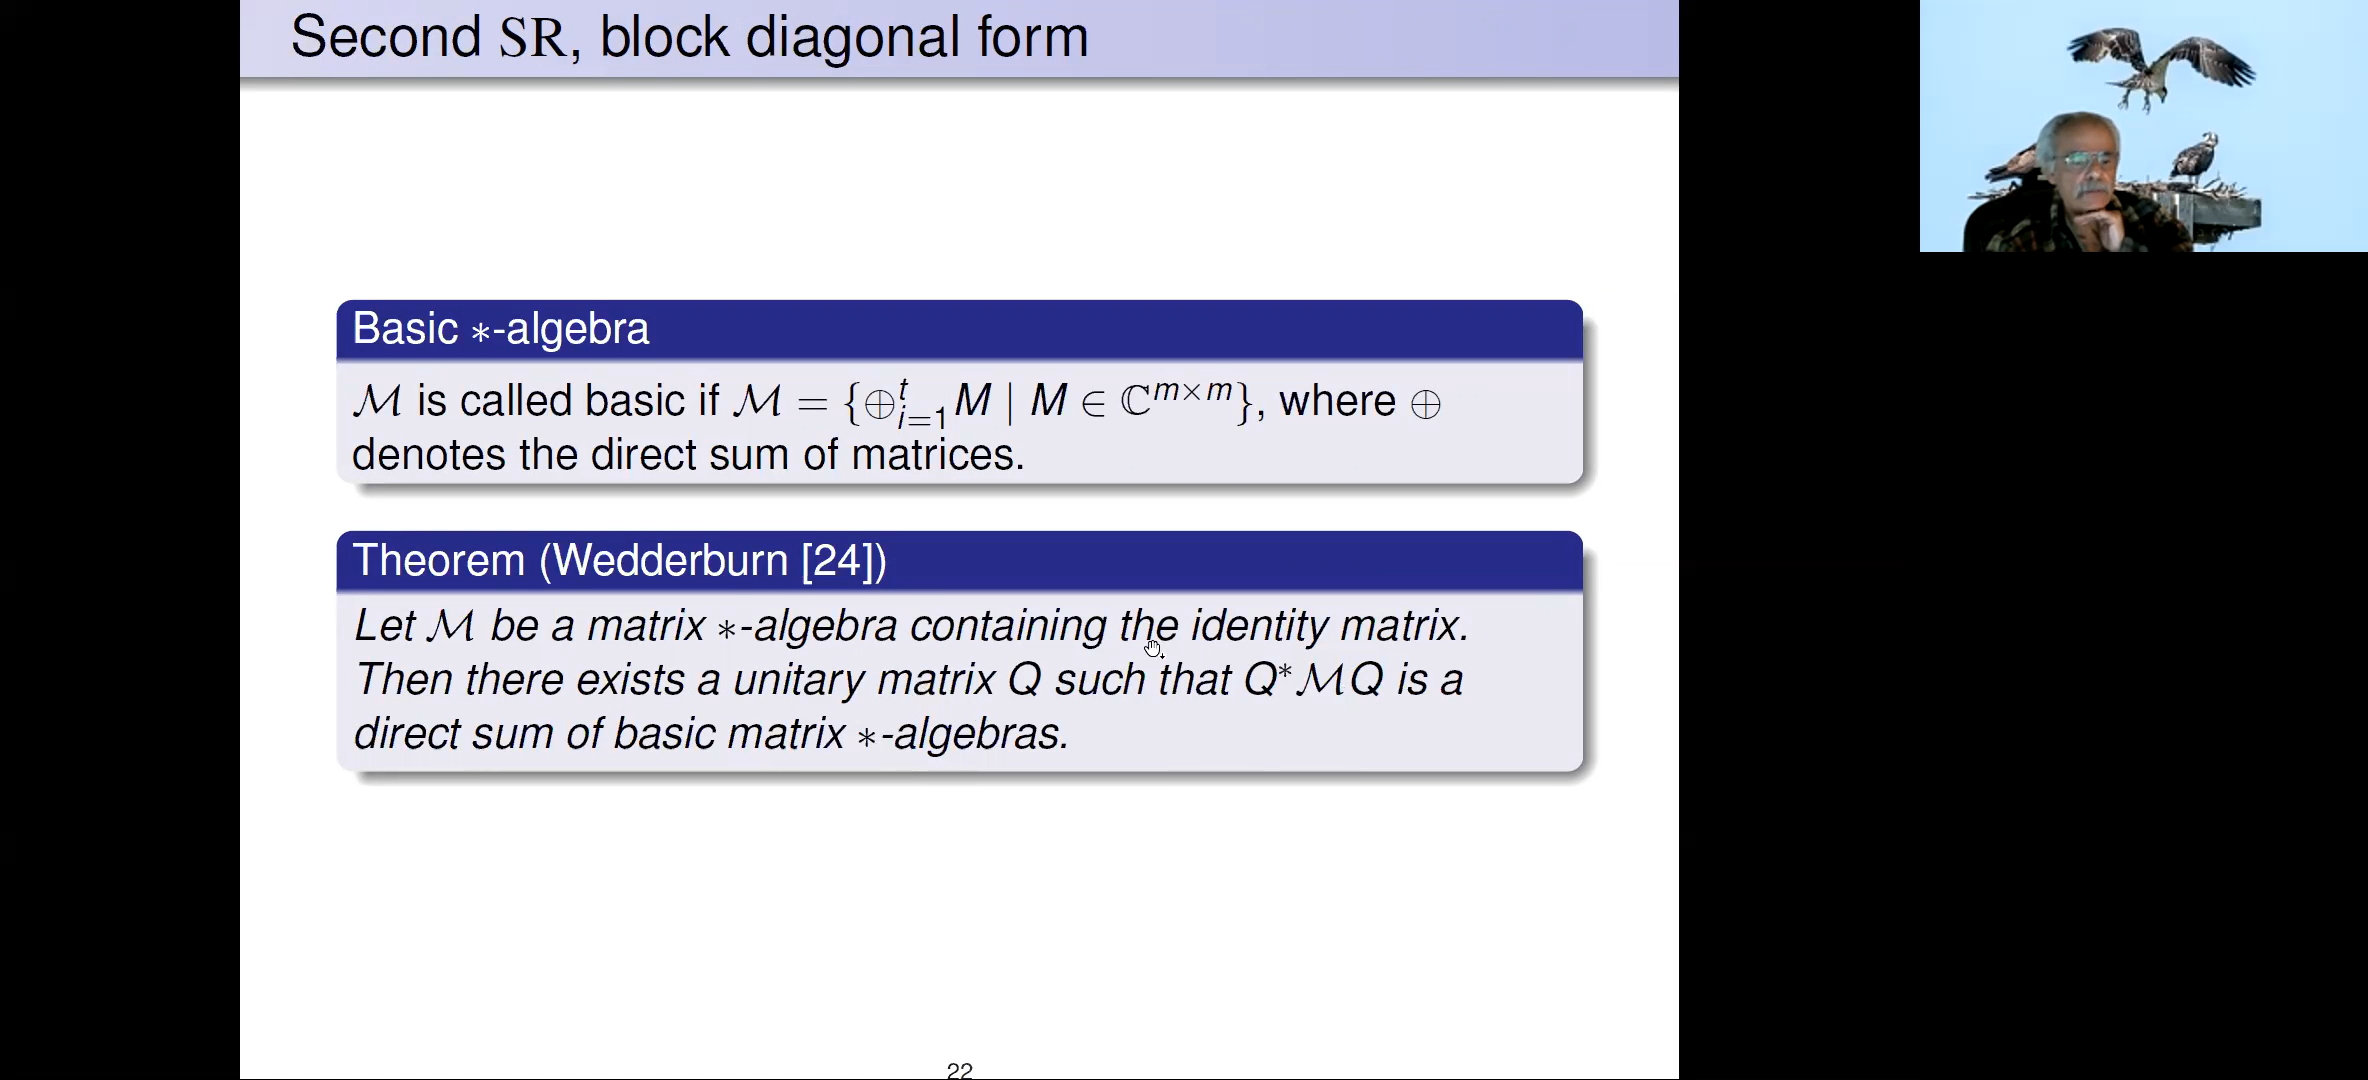 Second SR, block diagonal form
Basic ∗-algebra
ℳ is called basic if ℳ = {⊕ᵗᵢ₌₁ M | M ∈ ℂᵐˣᵐ}, where ⊕
denotes the direct sum of matrices.
Theorem (Wedderburn [24])
Let ℳ be a matrix ∗-algebra containing the identity matrix.
Then there exists a unitary matrix Q such that Q*ℳQ is a
direct sum of basic matrix ∗-algebras.
22